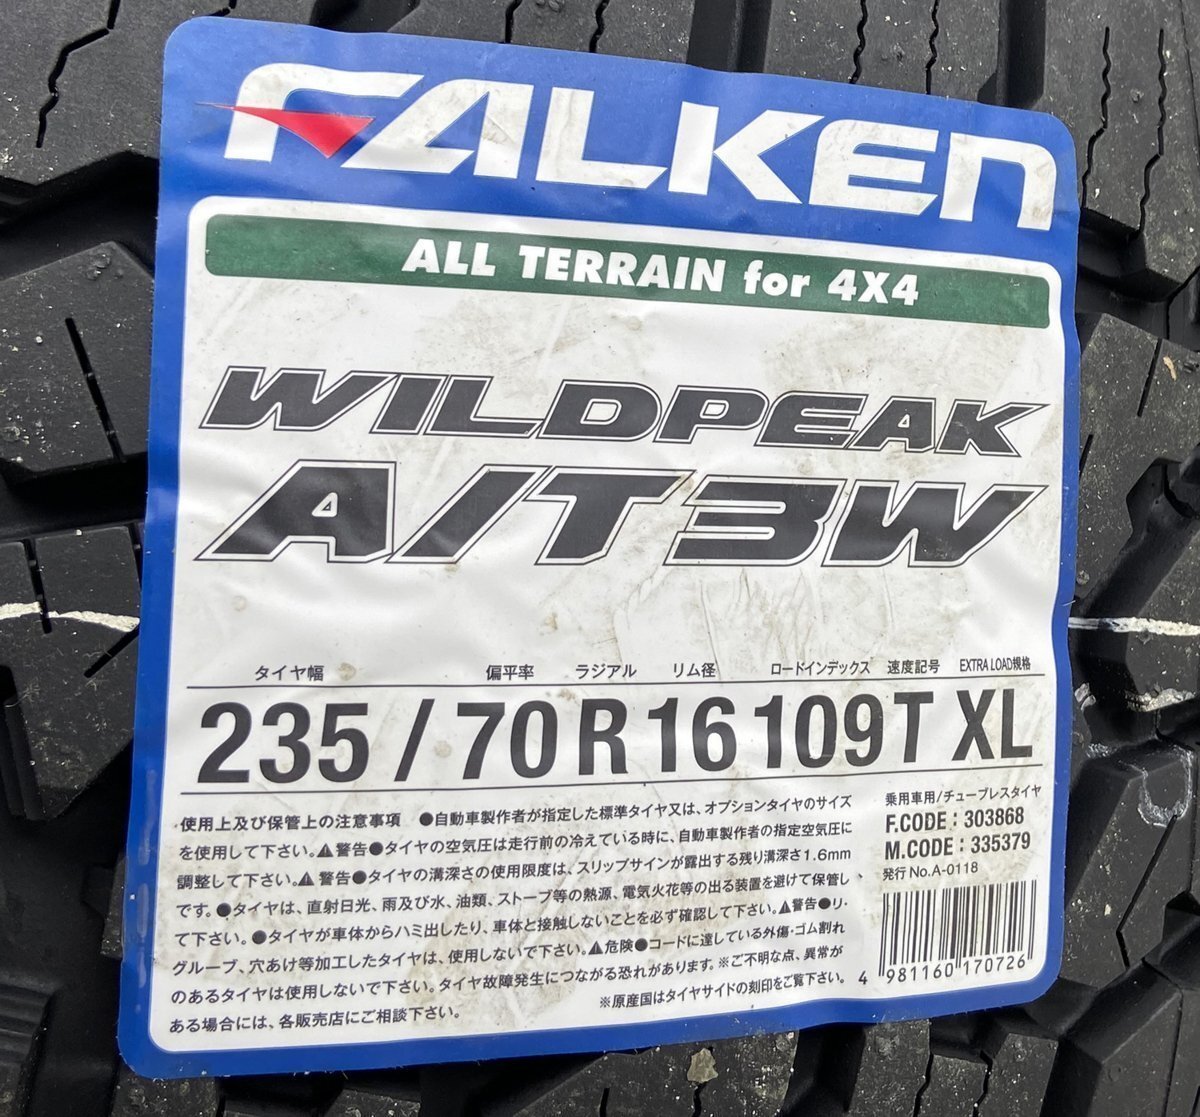 FALKEN
ALL TERRAIN for 4X4
WILDPEAK
A/T3W
タイヤ幅 偏平率 ラジアル リム径 ロードインデックス 速度記号 EXTRA LOAD規格
235 / 70 R 16 109 T XL
使用上及び保管上の注意事項 ●自動車製作者が指定した標準タイヤ又は、オプションタイヤのサイズ
を使用して下さい。⚠警告●タイヤの空気圧は走行前の冷えている時に、自動車製作者の指定空気圧に
調整して下さい。⚠警告●タイヤの溝深さの使用限度は、スリップサインが露出する残り溝深さ1.6mm
です。●タイヤは、直射日光、雨及び水、油類、ストーブ等の熱源、電気火花等の出る装置を避けて保管し
て下さい。●タイヤが車体からハミ出したり、車体と接触しないことを必ず確認して下さい。⚠警告●リ・
グルーブ、穴あけ等加工したタイヤは、使用しないで下さい。⚠危険●コードに達している外傷・ゴム割れ
のあるタイヤは使用しないで下さい。タイヤ故障発生につながる恐れがあります。※ご不明な点、異常が
ある場合には、各販売店にご相談下さい。
※原産国はタイヤサイドの刻印をご覧下さい。
乗用車用/チューブレスタイヤ
F.CODE : 303868
M.CODE : 335379
発行 No.A-0118
4 981160 170726